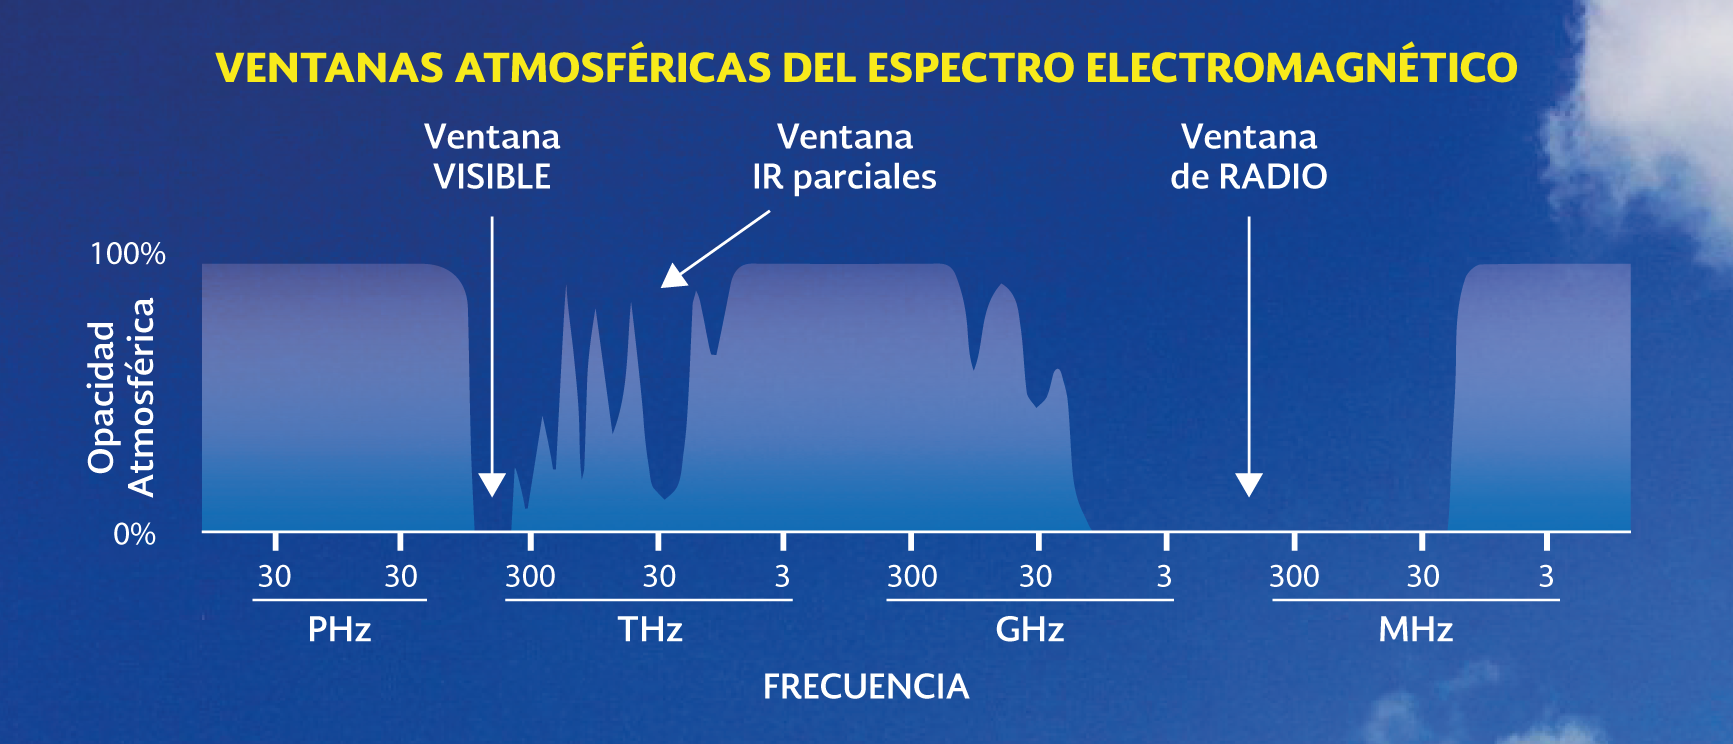 VENTANAS ATMOSFÉRICAS DEL ESPECTRO ELECTROMAGNÉTICO
Ventana
VISIBLE
Ventana
IR parciales
Ventana
de RADIO
100%
Opacidad
Atmosférica
0%
30 30 300 30 3 300 30 3 300 30 3
PHz THz GHz MHz
FRECUENCIA